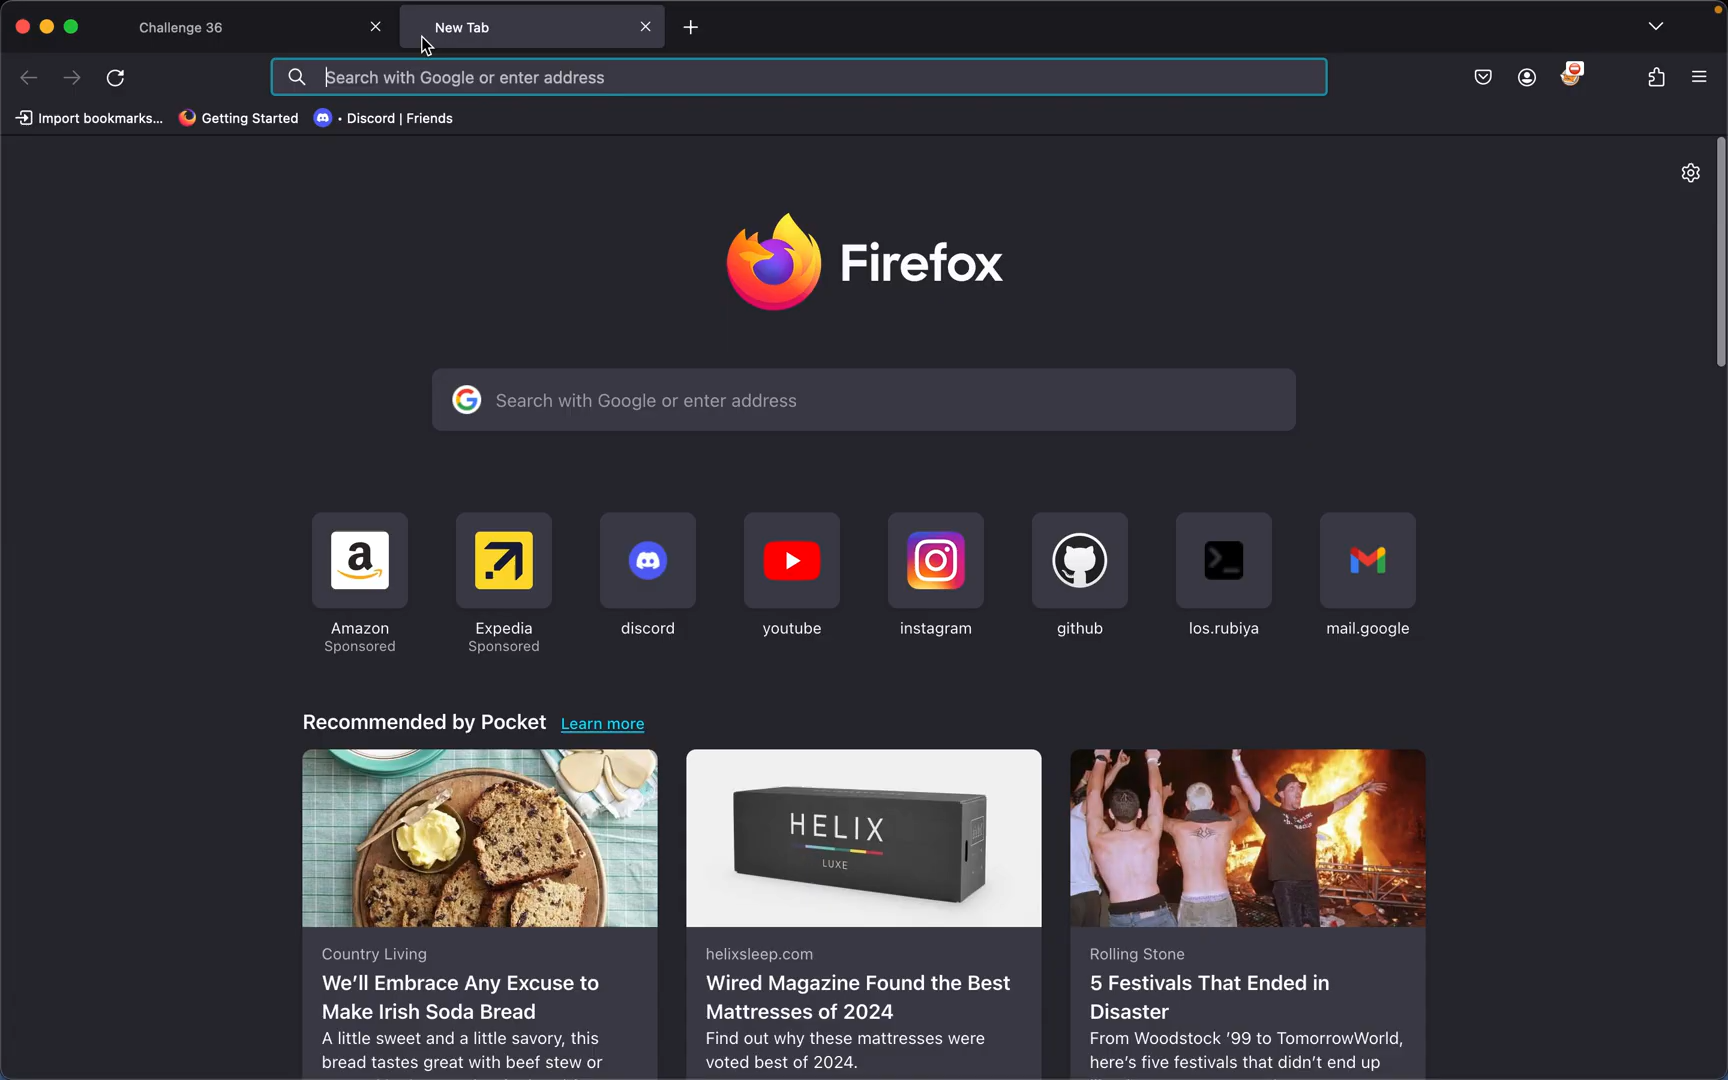 Challenge 36
New Tab
Search with Google or enter address
Import bookmarks...
Getting Started
• Discord | Friends
Firefox
Search with Google or enter address
Amazon
Sponsored
Expedia
Sponsored
discord
youtube
instagram
github
los.rubiya
mail.google
Recommended by Pocket
Learn more
HELIX
LUXE
Country Living
We'll Embrace Any Excuse to
Make Irish Soda Bread
A little sweet and a little savory, this
bread tastes great with beef stew or
helixsleep.com
Wired Magazine Found the Best
Mattresses of 2024
Find out why these mattresses were
voted best of 2024.
Rolling Stone
5 Festivals That Ended in
Disaster
From Woodstock '99 to TomorrowWorld,
here's five festivals that didn't end up